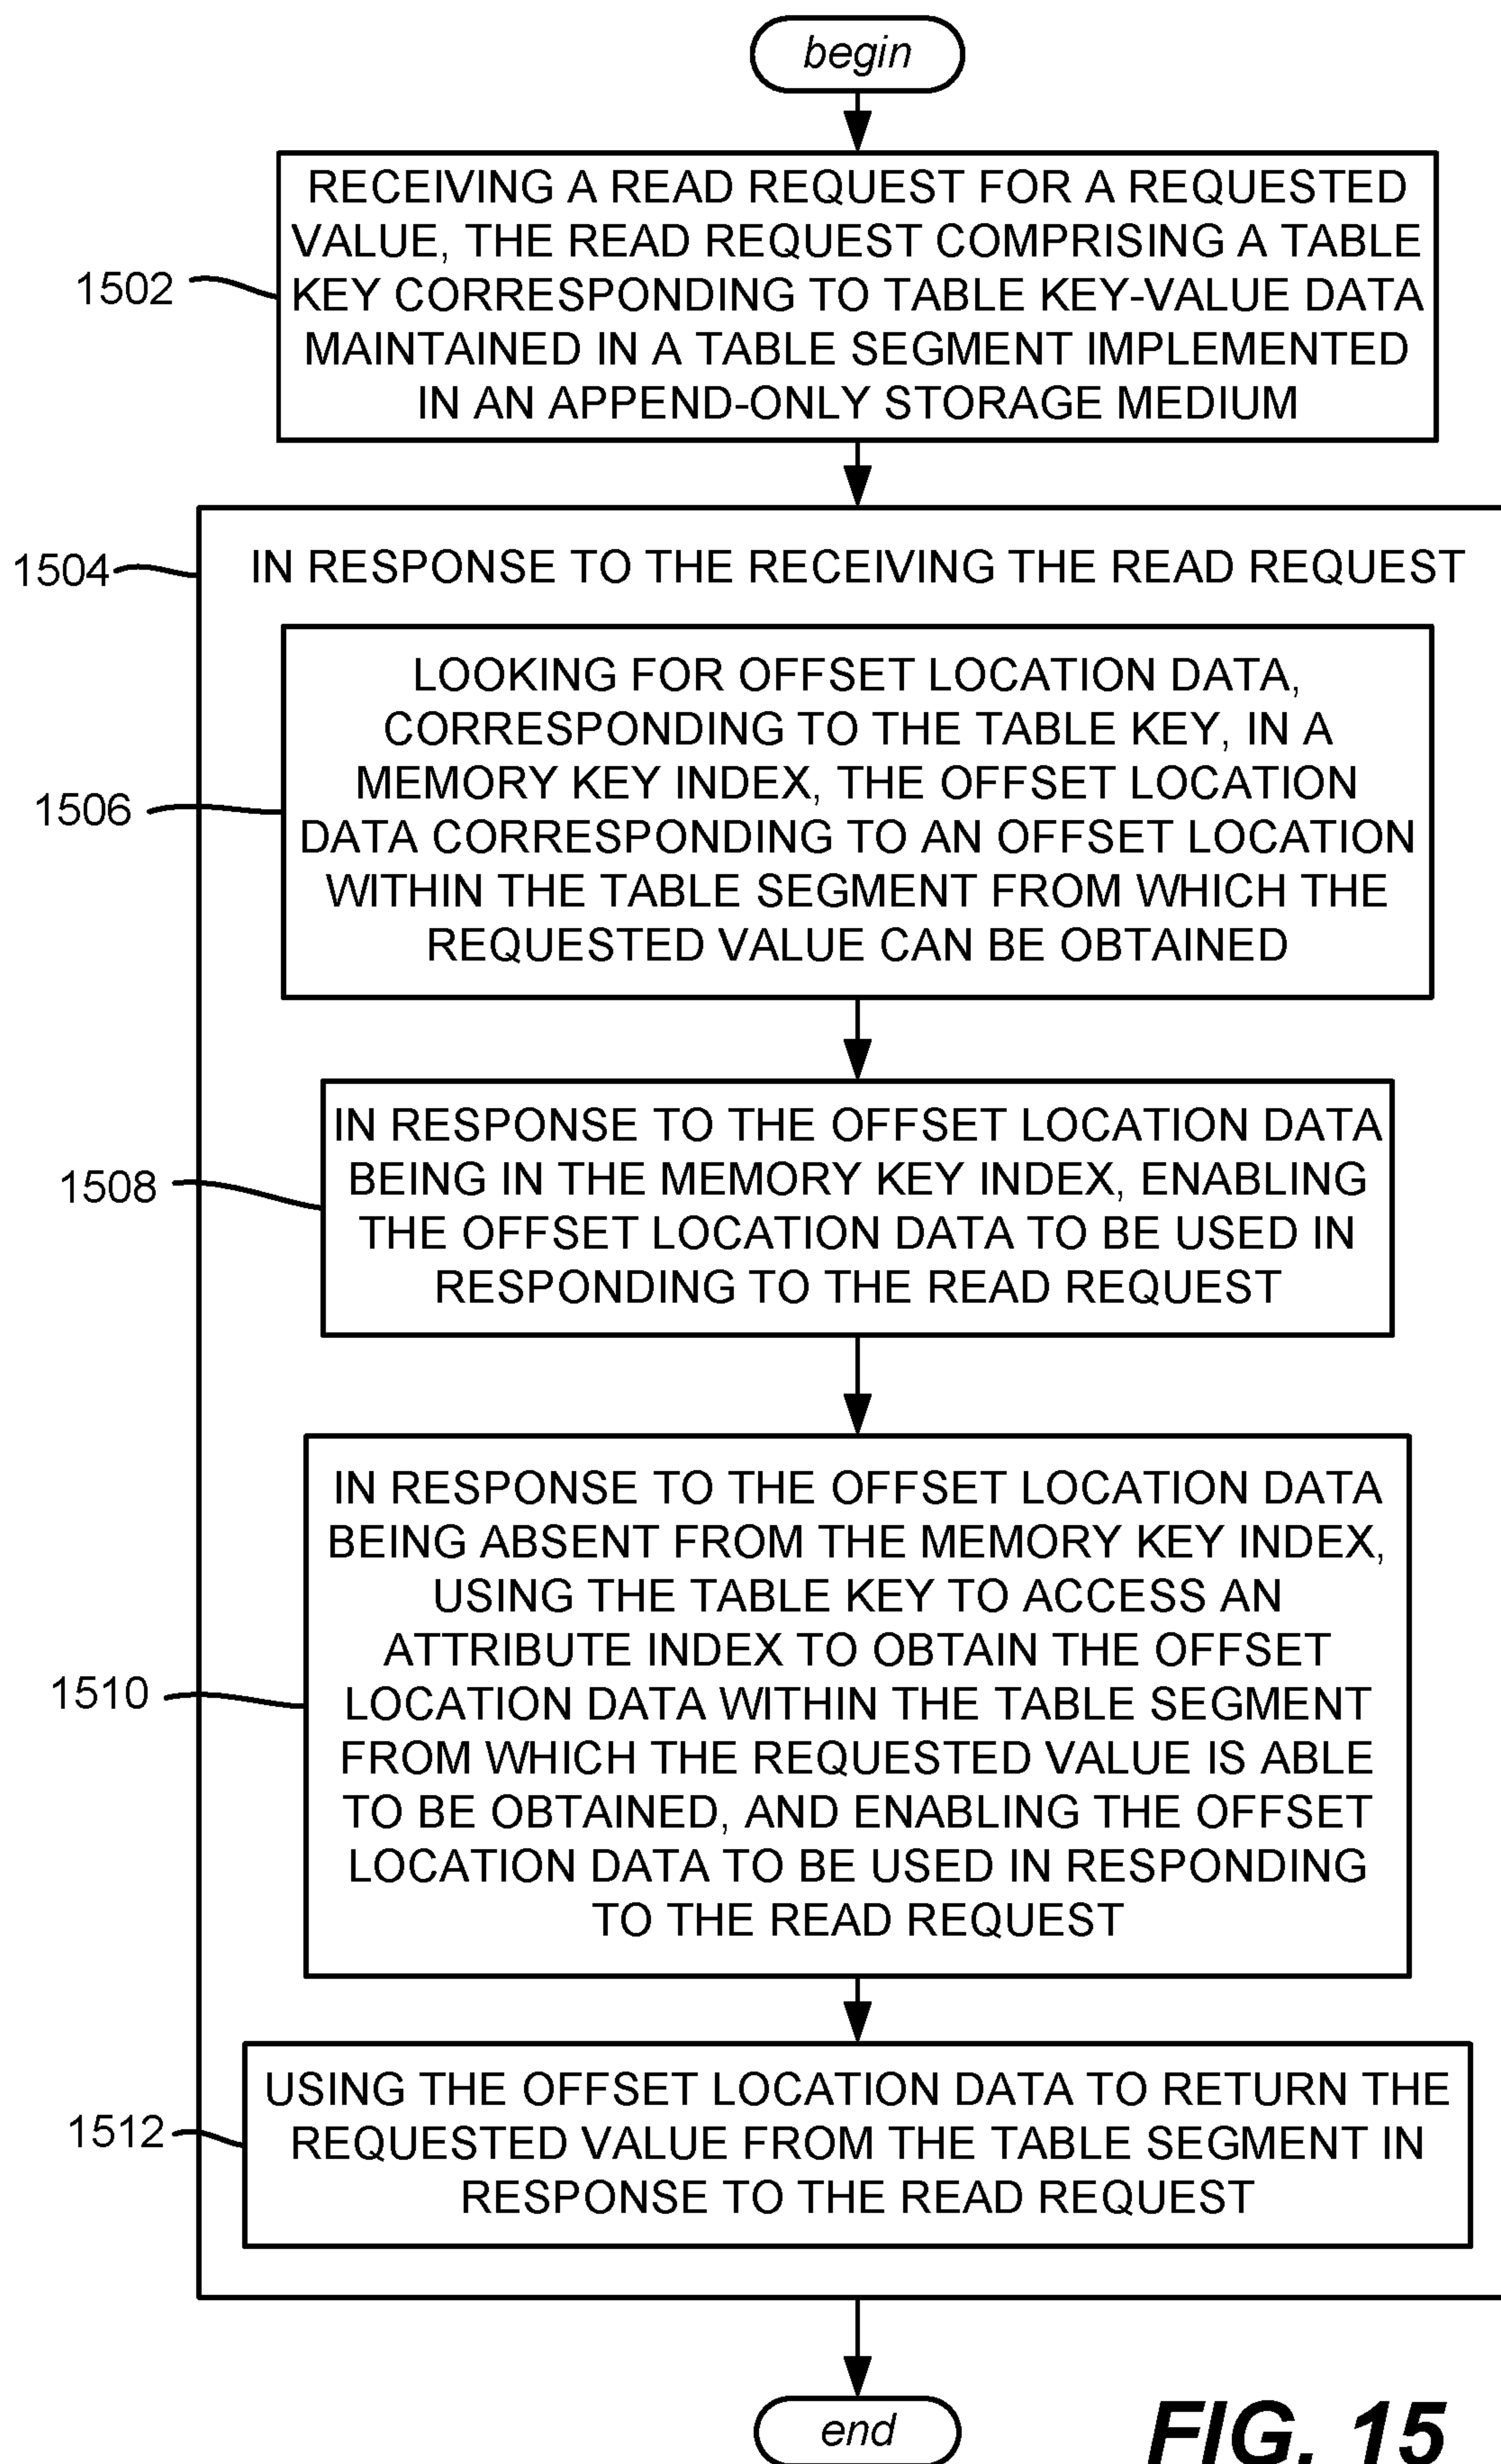 begin
RECEIVING A READ REQUEST FOR A REQUESTED
VALUE, THE READ REQUEST COMPRISING A TABLE
KEY CORRESPONDING TO TABLE KEY-VALUE DATA
MAINTAINED IN A TABLE SEGMENT IMPLEMENTED
IN AN APPEND-ONLY STORAGE MEDIUM
1502
1504
IN RESPONSE TO THE RECEIVING THE READ REQUEST
LOOKING FOR OFFSET LOCATION DATA,
CORRESPONDING TO THE TABLE KEY, IN A
MEMORY KEY INDEX, THE OFFSET LOCATION
DATA CORRESPONDING TO AN OFFSET LOCATION
WITHIN THE TABLE SEGMENT FROM WHICH THE
REQUESTED VALUE CAN BE OBTAINED
1506
IN RESPONSE TO THE OFFSET LOCATION DATA
BEING IN THE MEMORY KEY INDEX, ENABLING
THE OFFSET LOCATION DATA TO BE USED IN
RESPONDING TO THE READ REQUEST
1508
IN RESPONSE TO THE OFFSET LOCATION DATA
BEING ABSENT FROM THE MEMORY KEY INDEX,
USING THE TABLE KEY TO ACCESS AN
ATTRIBUTE INDEX TO OBTAIN THE OFFSET
LOCATION DATA WITHIN THE TABLE SEGMENT
FROM WHICH THE REQUESTED VALUE IS ABLE
TO BE OBTAINED, AND ENABLING THE OFFSET
LOCATION DATA TO BE USED IN RESPONDING
TO THE READ REQUEST
1510
USING THE OFFSET LOCATION DATA TO RETURN THE
REQUESTED VALUE FROM THE TABLE SEGMENT IN
RESPONSE TO THE READ REQUEST
1512
end
FIG. 15